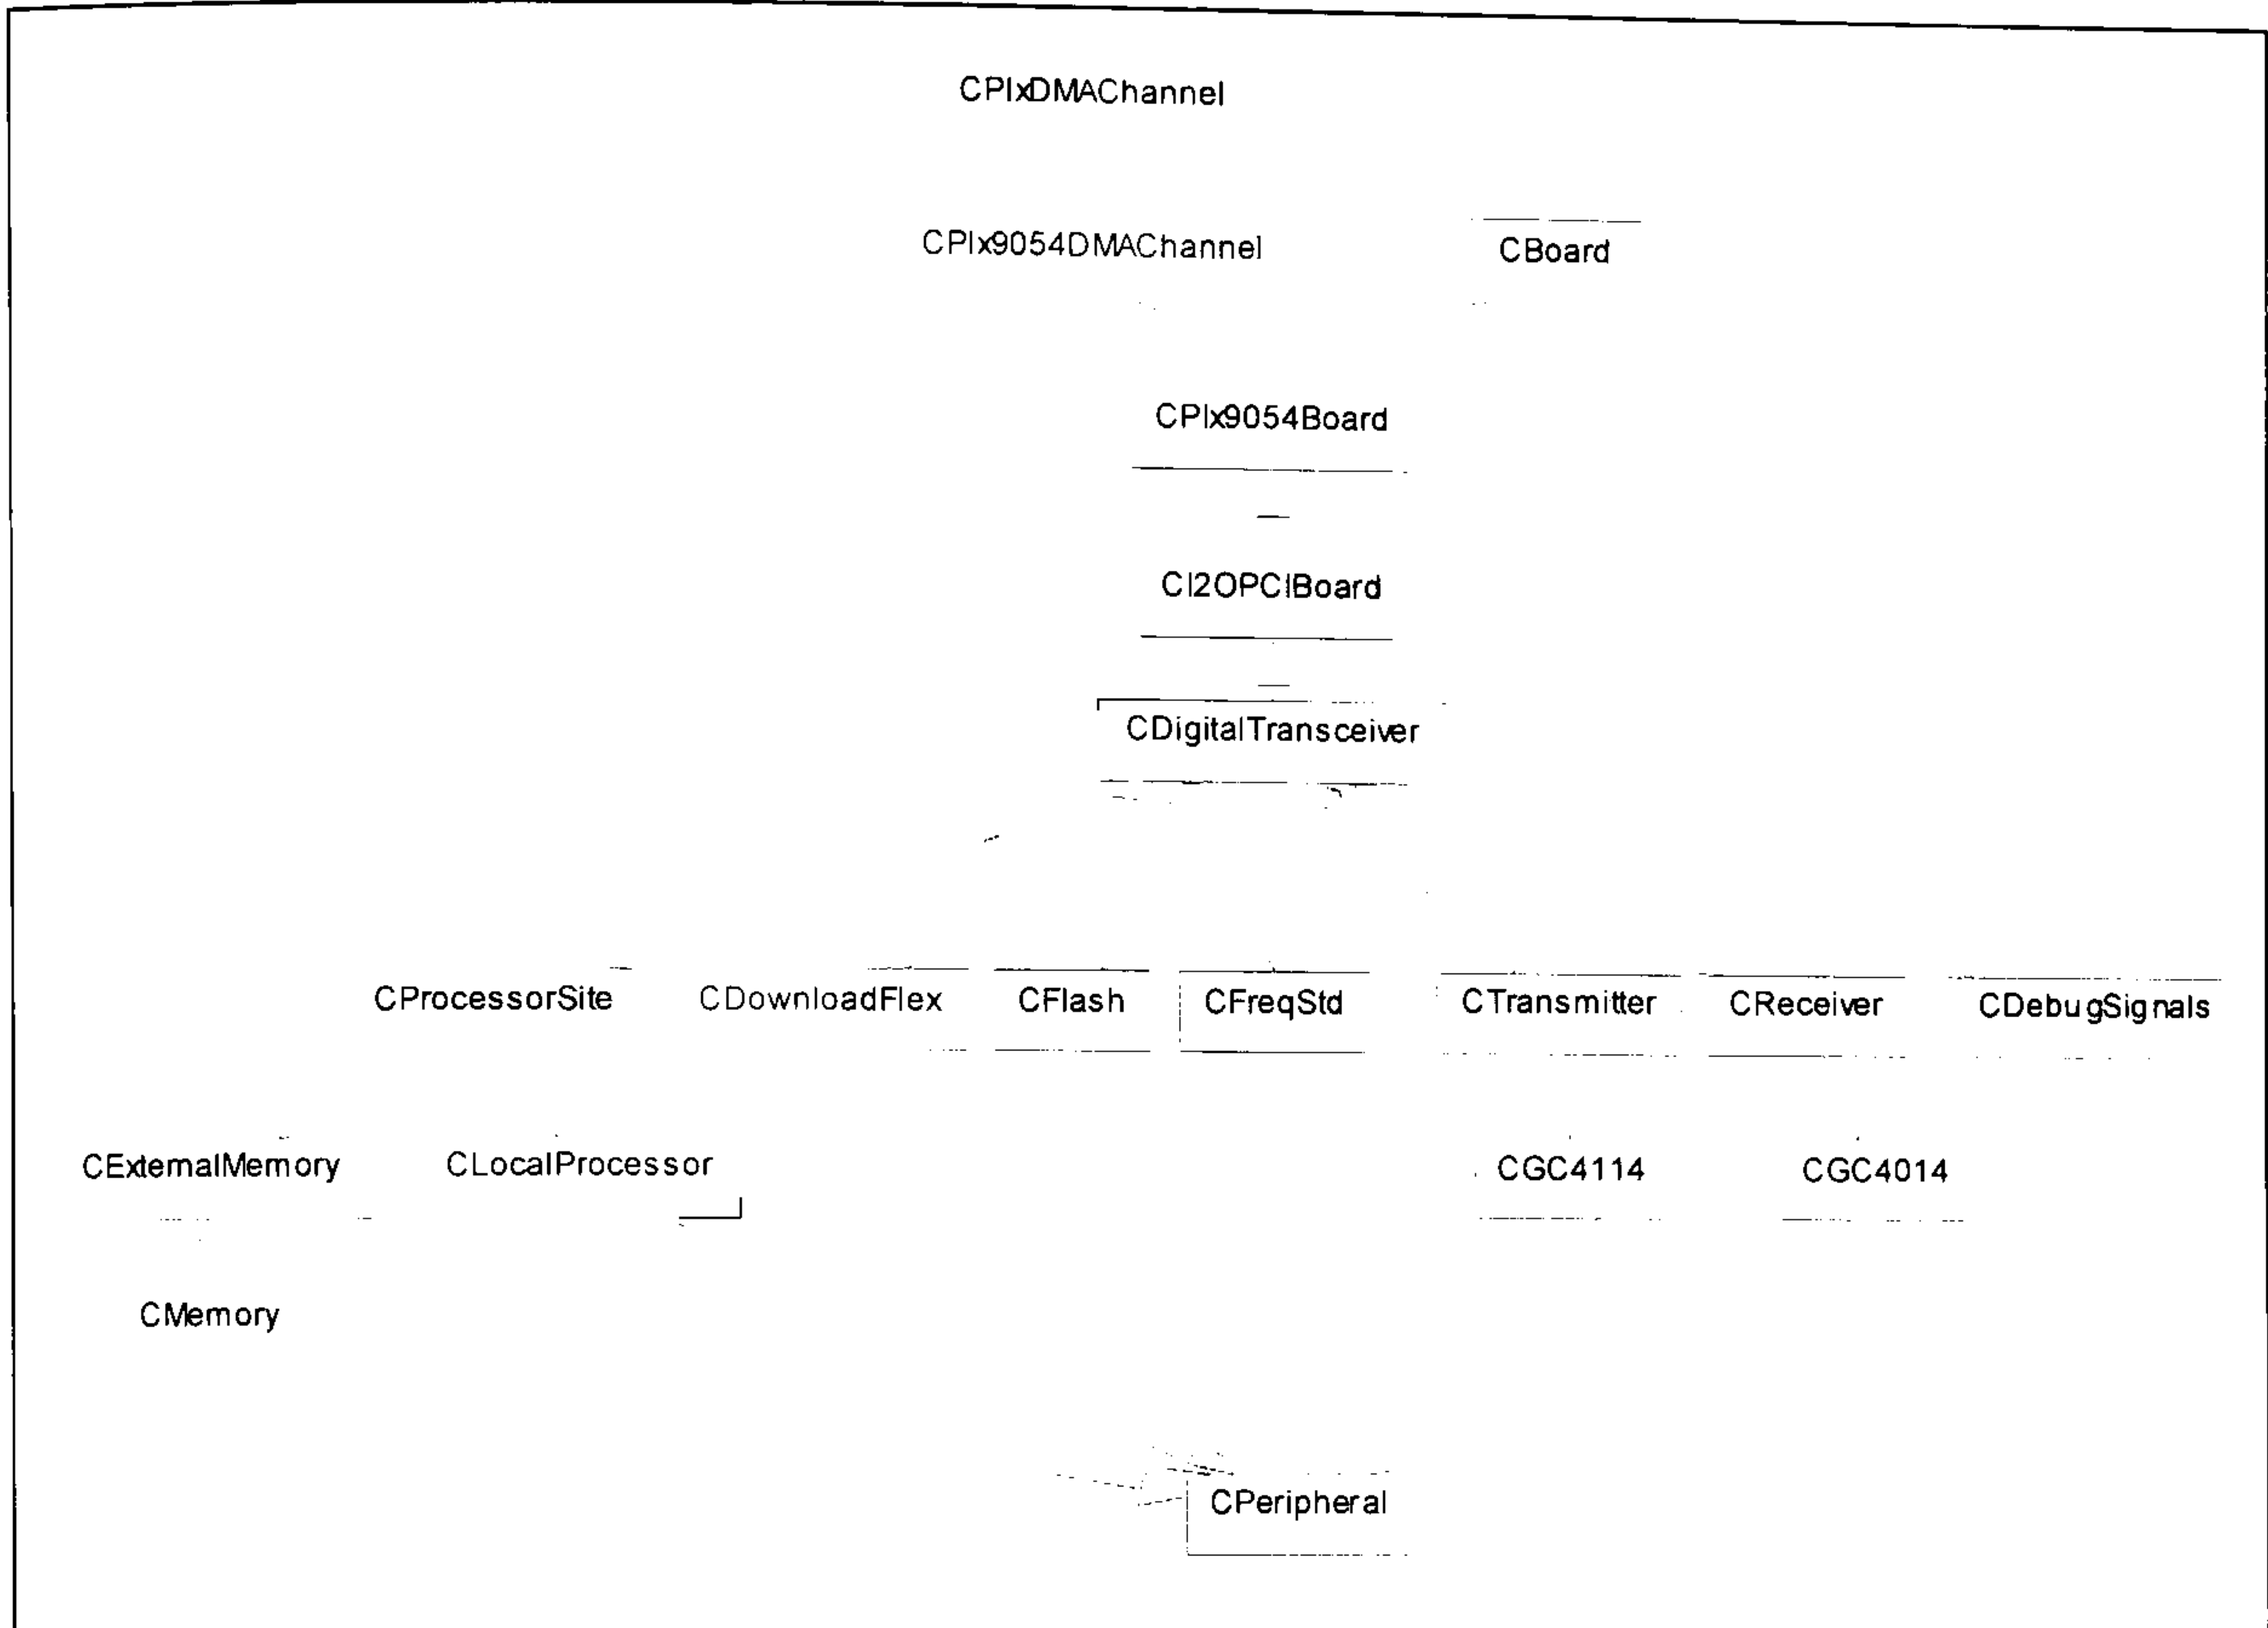 CPlxDMAChannel
CPlx9054DMAChannel
CBoard
CPlx9054Board
CI2OPCIBoard
CDigitalTransceiver
CProcessorSite
CDownloadFlex
CFlash
CFreqStd
CTransmitter
CReceiver
CDebugSignals
CExternalMemory
CLocalProcessor
CGC4114
CGC4014
CMemory
CPeripheral